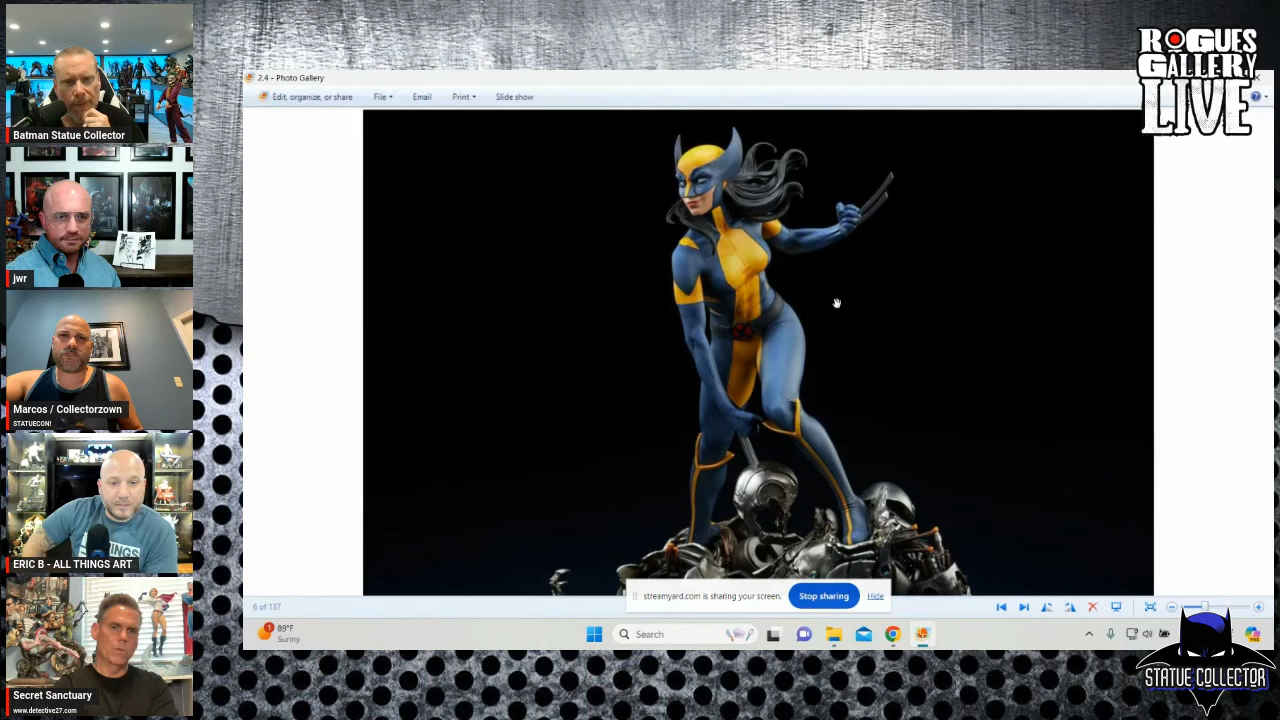 Batman Statue Collector
jwr
Marcos / Collectorzown
STATUECON!
ERIC B - ALL THINGS ART
INGS
Secret Sanctuary
www.detective27.com
2.4 - Photo Gallery
Edit, organize, or share
File
Email
Print
Slide show
ROGUES
GALLERY
LIVE
streamyard.com is sharing your screen.
Stop sharing
Hide
6 of 137
1
89°F
Sunny
Search
STATUE COLLECTOR